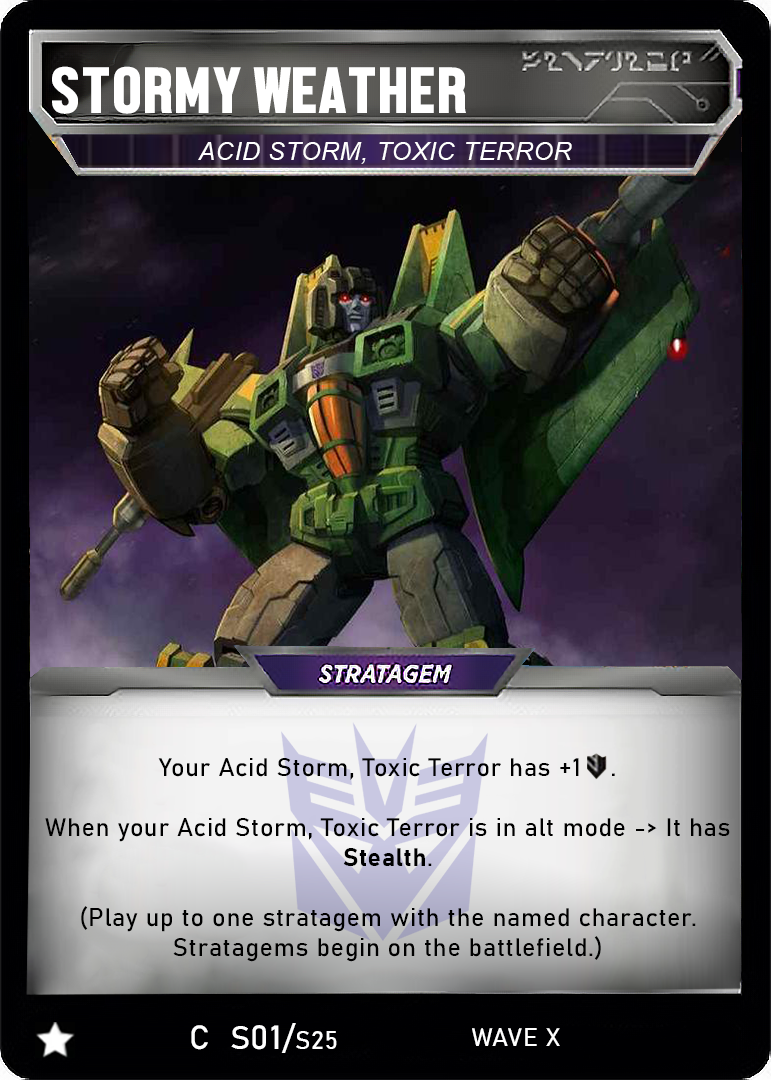 STORMY WEATHER
ACID STORM, TOXIC TERROR
STRATAGEM
Your Acid Storm, Toxic Terror has +1 .
When your Acid Storm, Toxic Terror is in alt mode -> It has
Stealth.
(Play up to one stratagem with the named character.
Stratagems begin on the battlefield.)
C S01/S25 WAVE X